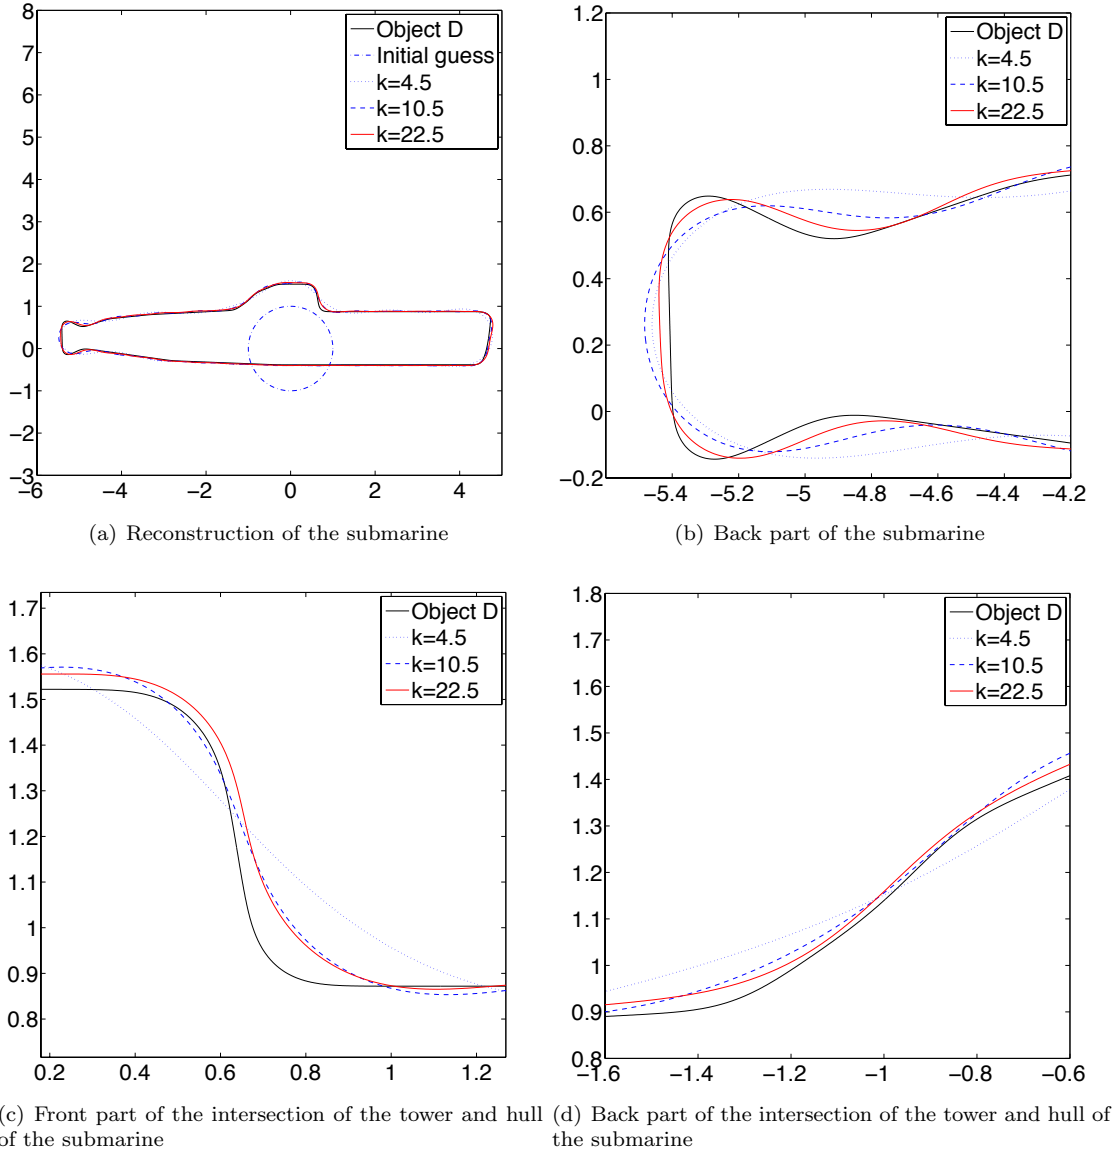 8
7
6
5
4
3
2
1
0
−1
−2
−3
−6 −4 −2 0 2 4
Object D
Initial guess
k=4.5
k=10.5
k=22.5
(a) Reconstruction of the submarine
1.2
1
0.8
0.6
0.4
0.2
0
−0.2
−5.4 −5.2 −5 −4.8 −4.6 −4.4 −4.2
Object D
k=4.5
k=10.5
k=22.5
(b) Back part of the submarine
1.7
1.6
1.5
1.4
1.3
1.2
1.1
1
0.9
0.8
0.2 0.4 0.6 0.8 1 1.2
Object D
k=4.5
k=10.5
k=22.5
(c) Front part of the intersection of the tower and hull
of the submarine
1.8
1.7
1.6
1.5
1.4
1.3
1.2
1.1
1
0.9
0.8
−1.6 −1.4 −1.2 −1 −0.8 −0.6
Object D
k=4.5
k=10.5
k=22.5
(d) Back part of the intersection of the tower and hull of
the submarine